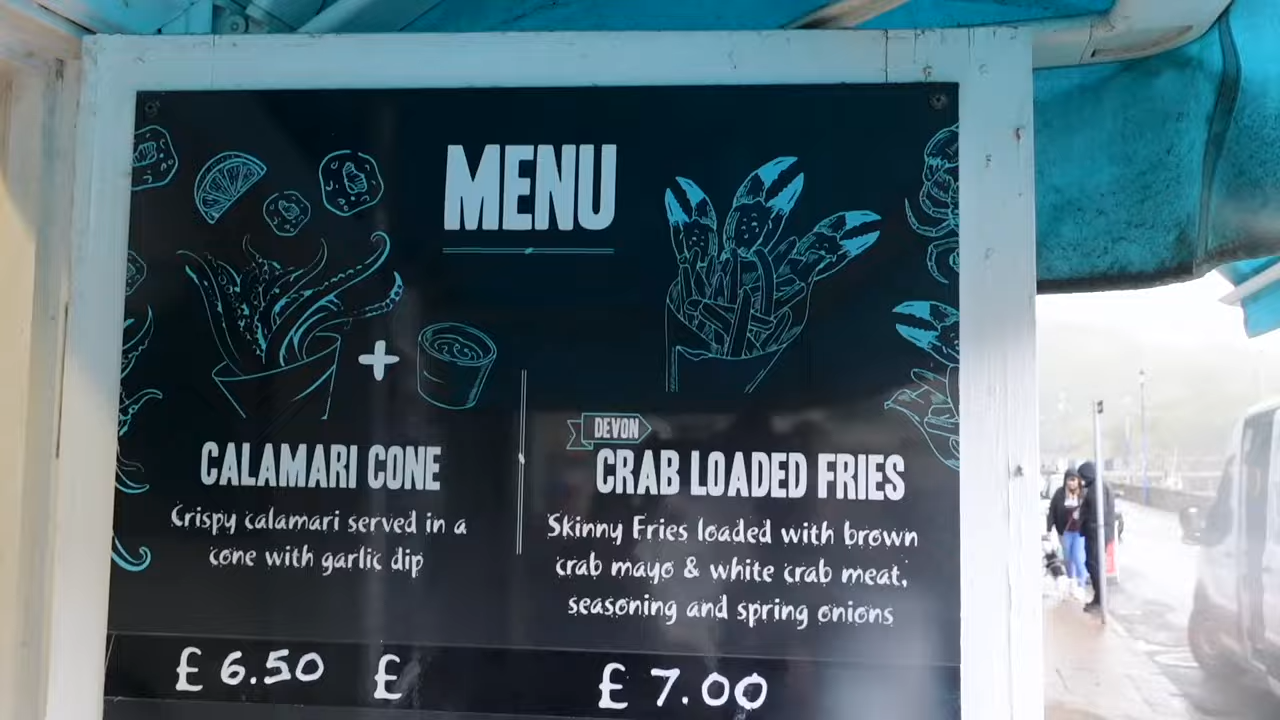 MENU
+
CALAMARI CONE
Crispy calamari served in a
cone with garlic dip
£ 6.50 £
DEVON
CRAB LOADED FRIES
Skinny Fries loaded with brown
crab mayo & white crab meat,
seasoning and spring onions
£ 7.00